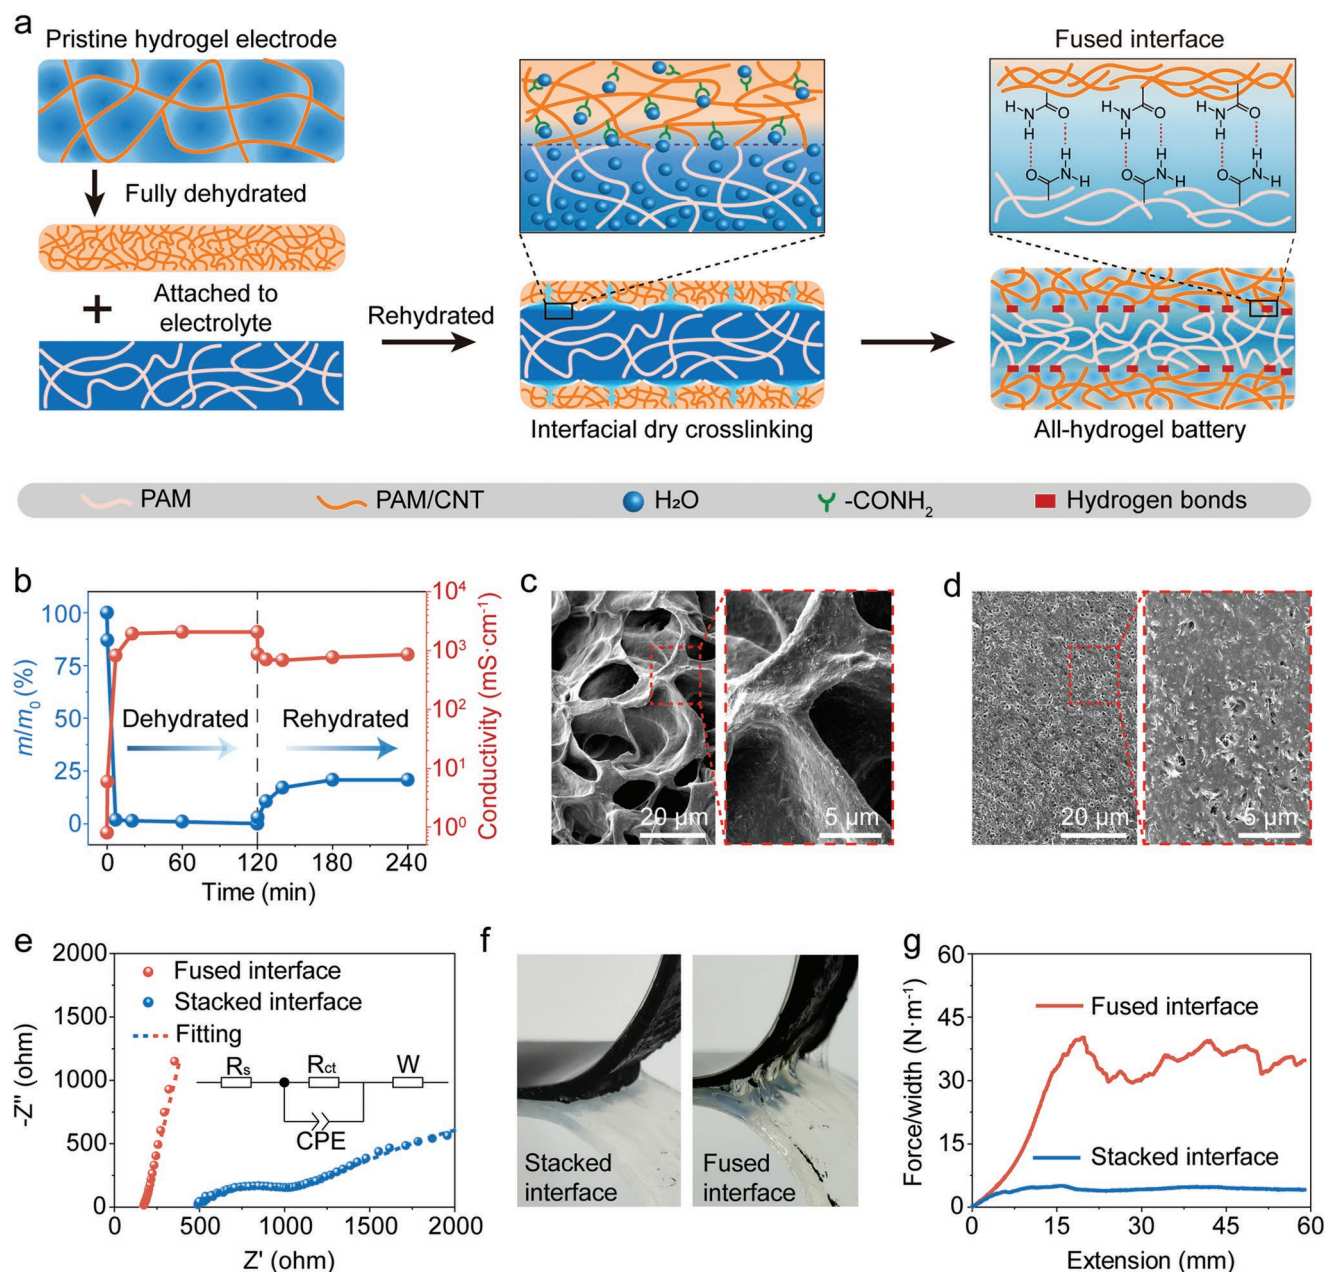 a
Pristine hydrogel electrode
Fully dehydrated
+
Attached to
electrolyte
Rehydrated
Interfacial dry crosslinking
Fused interface
H N H O H N H O H N H O
O H N H O H N H O H N H
All-hydrogel battery
PAM PAM/CNT H₂O -CONH₂ Hydrogen bonds
b
m/m₀ (%)
100
75
50
25
0
Dehydrated
Rehydrated
10⁴
10³
10²
10¹
10⁰
Conductivity (mS·cm⁻¹)
0 60 120 180 240
Time (min)
c
20 μm
5 μm
d
20 μm
5 μm
e
-Z'' (ohm)
2000
1500
1000
500
0
Fused interface
Stacked interface
Fitting
Rs Rct W
CPE
0 500 1000 1500 2000
Z' (ohm)
f
Stacked
interface
Fused
interface
g
Force/width (N·m⁻¹)
60
45
30
15
0
Fused interface
Stacked interface
0 15 30 45 60
Extension (mm)